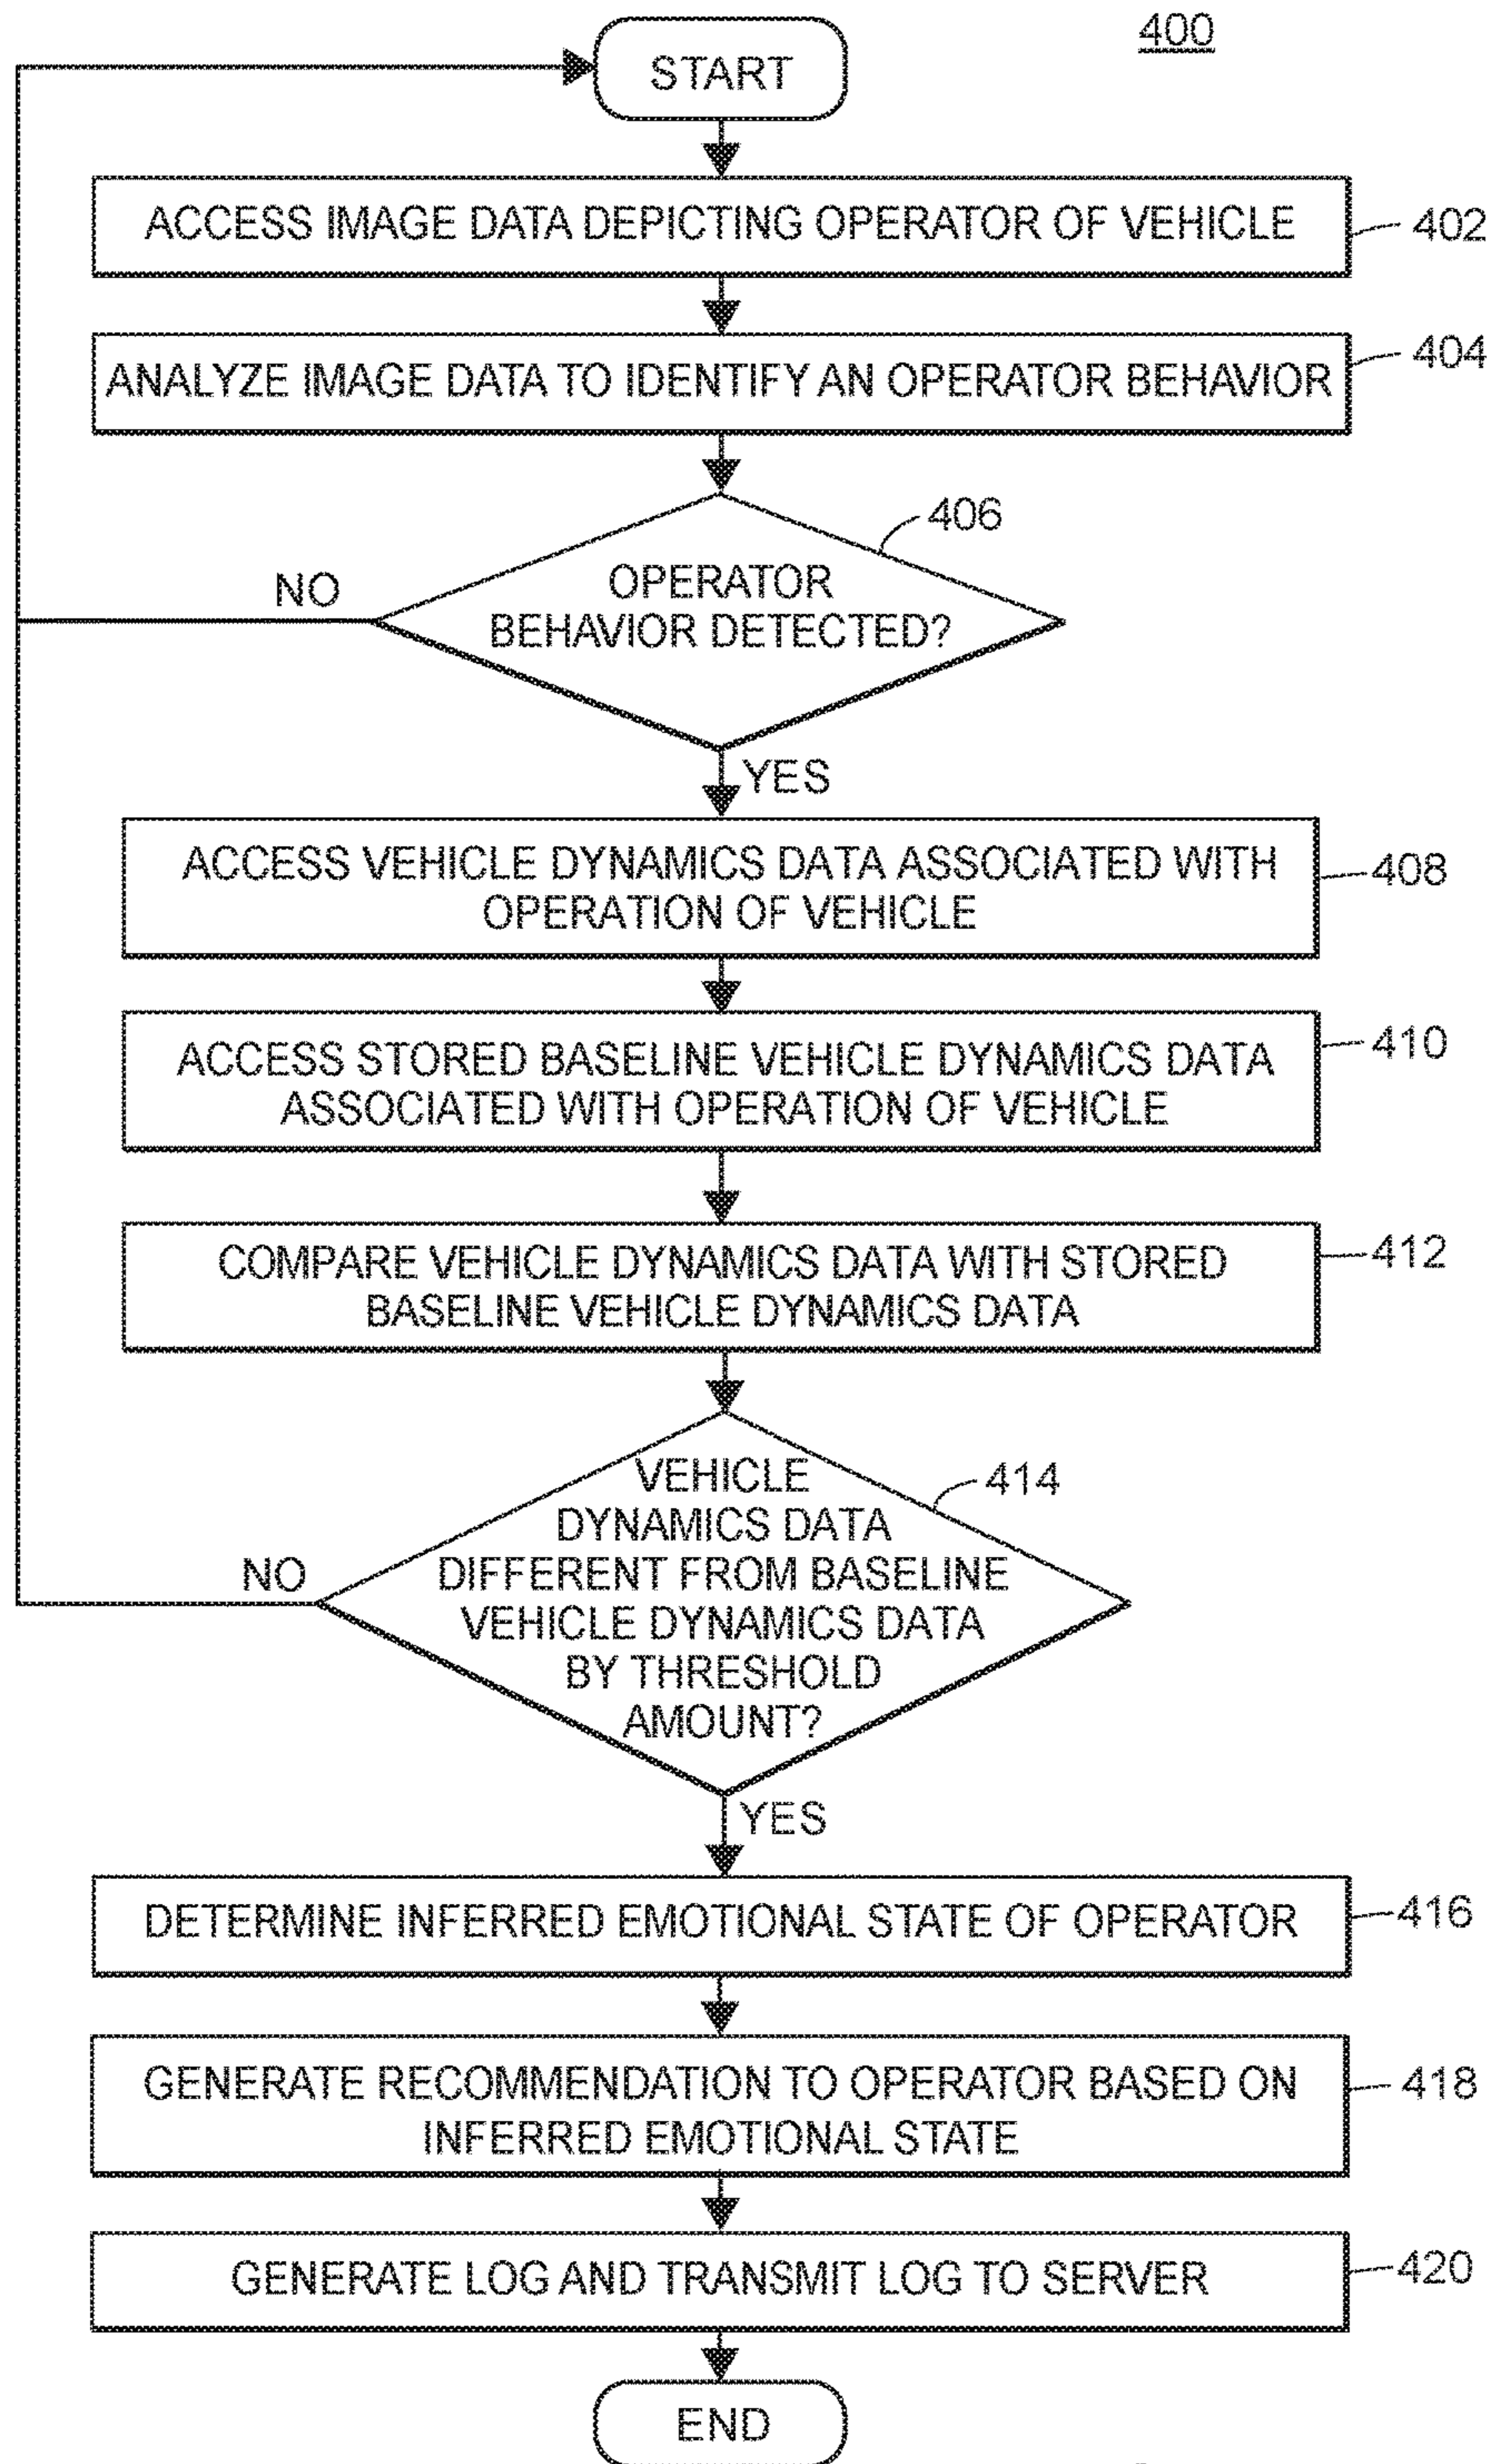 400
START
ACCESS IMAGE DATA DEPICTING OPERATOR OF VEHICLE
402
ANALYZE IMAGE DATA TO IDENTIFY AN OPERATOR BEHAVIOR
404
406
OPERATOR
BEHAVIOR DETECTED?
NO
YES
ACCESS VEHICLE DYNAMICS DATA ASSOCIATED WITH
OPERATION OF VEHICLE
408
ACCESS STORED BASELINE VEHICLE DYNAMICS DATA
ASSOCIATED WITH OPERATION OF VEHICLE
410
COMPARE VEHICLE DYNAMICS DATA WITH STORED
BASELINE VEHICLE DYNAMICS DATA
412
414
VEHICLE
DYNAMICS DATA
DIFFERENT FROM BASELINE
VEHICLE DYNAMICS DATA
BY THRESHOLD
AMOUNT?
NO
YES
DETERMINE INFERRED EMOTIONAL STATE OF OPERATOR
416
GENERATE RECOMMENDATION TO OPERATOR BASED ON
INFERRED EMOTIONAL STATE
418
GENERATE LOG AND TRANSMIT LOG TO SERVER
420
END